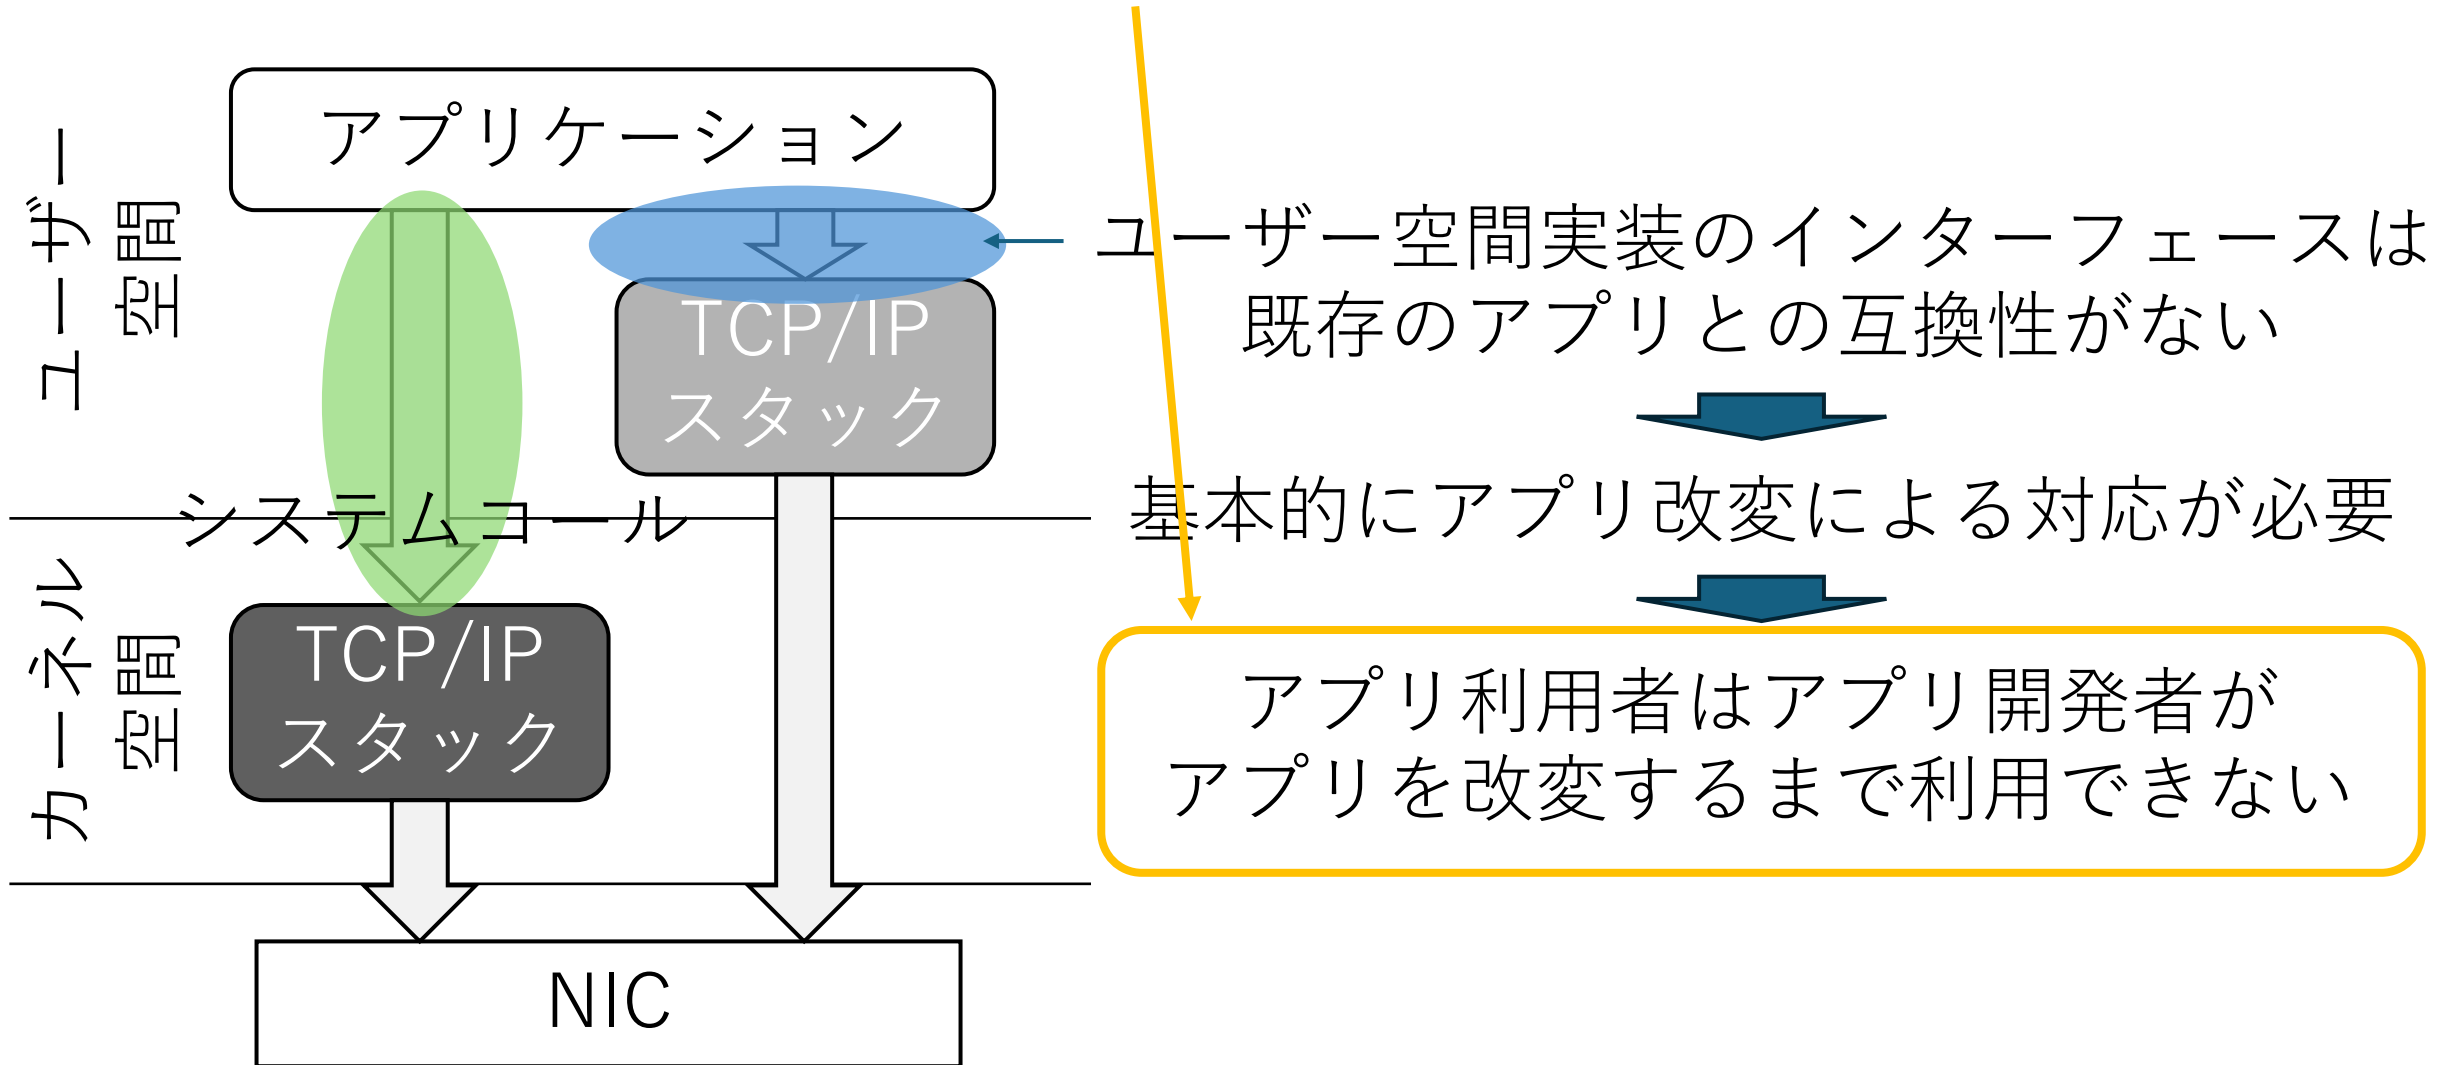 ユーザー
空間
アプリケーション
TCP/IP
スタック
システムコール
カーネル
空間
TCP/IP
スタック
NIC
ユーザー空間実装のインターフェースは
既存のアプリとの互換性がない
基本的にアプリ改変による対応が必要
アプリ利用者はアプリ開発者が
アプリを改変するまで利用できない